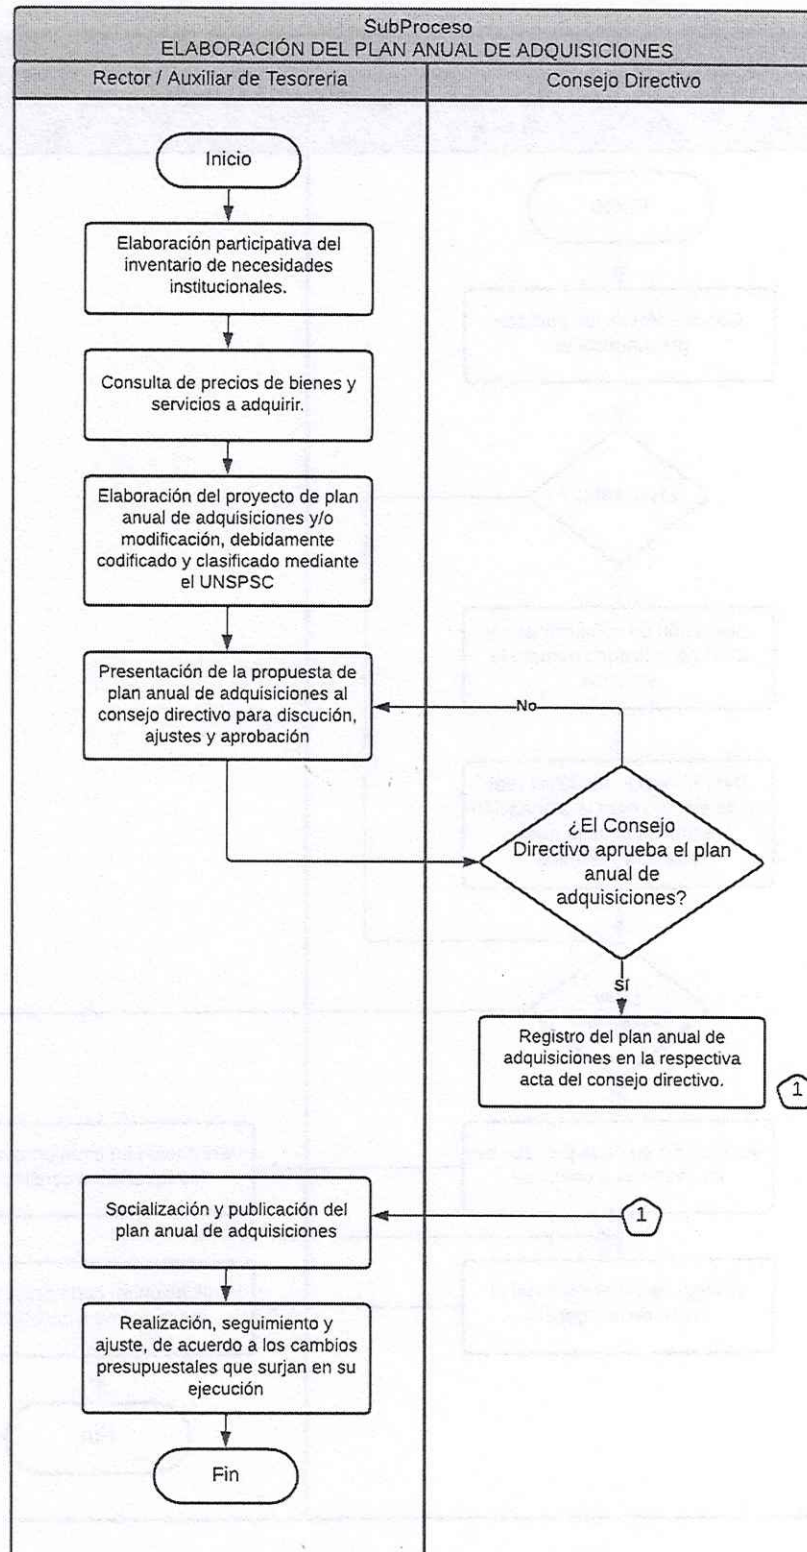 SubProceso
ELABORACIÓN DEL PLAN ANUAL DE ADQUISICIONES
Rector / Auxiliar de Tesoreria
Consejo Directivo
Inicio
Elaboración participativa del
inventario de necesidades
institucionales.
Consulta de precios de bienes y
servicios a adquirir.
Elaboración del proyecto de plan
anual de adquisiciones y/o
modificación, debidamente
codificado y clasificado mediante
el UNSPSC
Presentación de la propuesta de
plan anual de adquisiciones al
consejo directivo para discución,
ajustes y aprobación
No
¿El Consejo
Directivo aprueba el plan
anual de
adquisiciones?
sí
Registro del plan anual de
adquisiciones en la respectiva
acta del consejo directivo.
1
Socialización y publicación del
plan anual de adquisiciones
1
Realización, seguimiento y
ajuste, de acuerdo a los cambios
presupuestales que surjan en su
ejecución
Fin